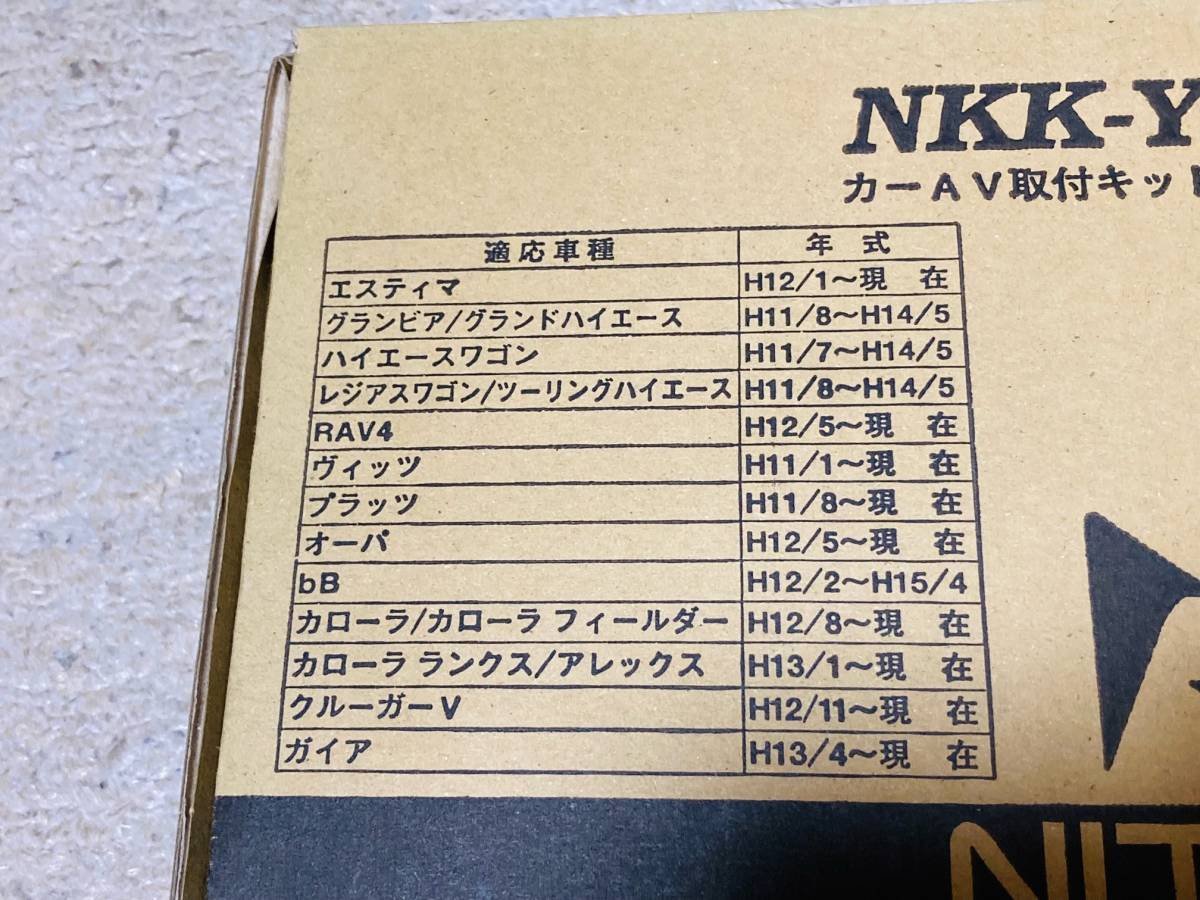 NKK-Y
カーAV取付キット
適応車種 年 式
エスティマ H12/1〜現 在
グランビア/グランドハイエース H11/8〜H14/5
ハイエースワゴン H11/7〜H14/5
レジアスワゴン/ツーリングハイエース H11/8〜H14/5
RAV4 H12/5〜現 在
ヴィッツ H11/1〜現 在
プラッツ H11/8〜現 在
オーパ H12/5〜現 在
bB H12/2〜H15/4
カローラ/カローラ フィールダー H12/8〜現 在
カローラ ランクス/アレックス H13/1〜現 在
クルーガーV H12/11〜現 在
ガイア H13/4〜現 在
NIT